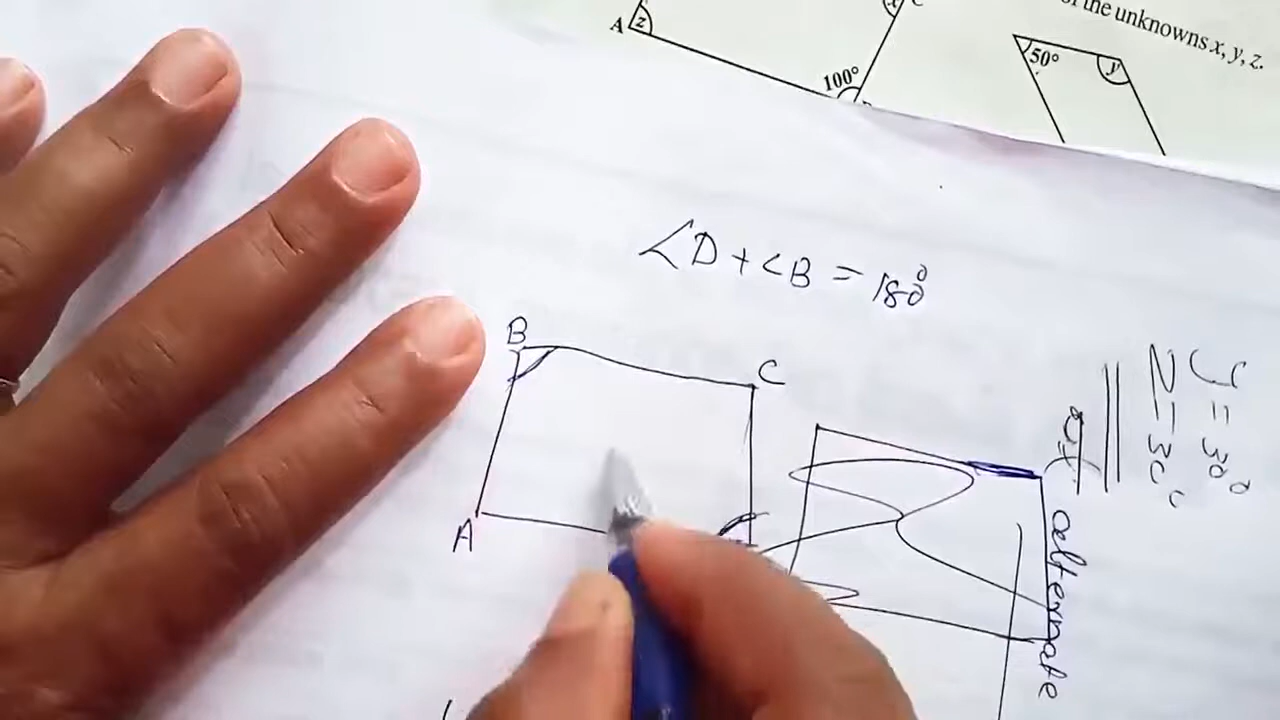 of the unknowns x, y, z.
A z x C
100°
50° y
∠D + ∠B = 180°
B
C
A
y = 30°
z = 30°
alternate